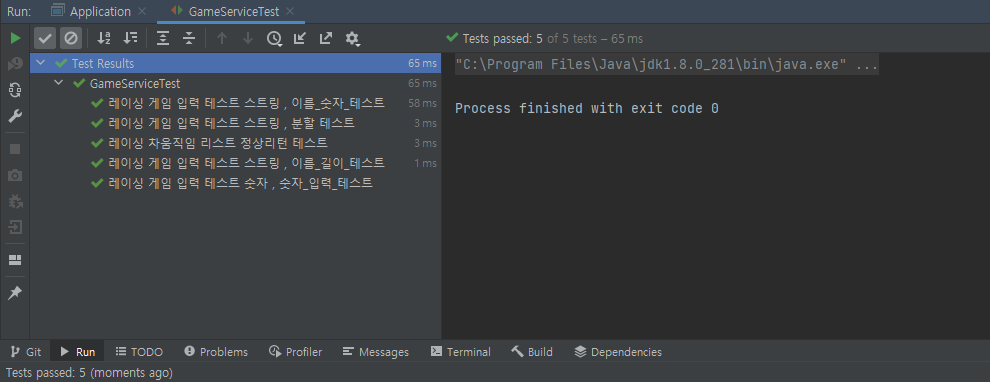 Run: Application GameServiceTest
Tests passed: 5 of 5 tests – 65 ms
Test Results 65 ms
GameServiceTest 65 ms
레이싱 게임 입력 테스트 스트링 , 이름_숫자_테스트 58 ms
레이싱 게임 입력 테스트 스트링 , 분할 테스트 3 ms
레이싱 차움직임 리스트 정상리턴 테스트 3 ms
레이싱 게임 입력 테스트 스트링 , 이름_길이_테스트 1 ms
레이싱 게임 입력 테스트 숫자 , 숫자_입력_테스트
"C:\Program Files\Java\jdk1.8.0_281\bin\java.exe" ...
Process finished with exit code 0
Git Run TODO Problems Profiler Messages Terminal Build Dependencies
Tests passed: 5 (moments ago)